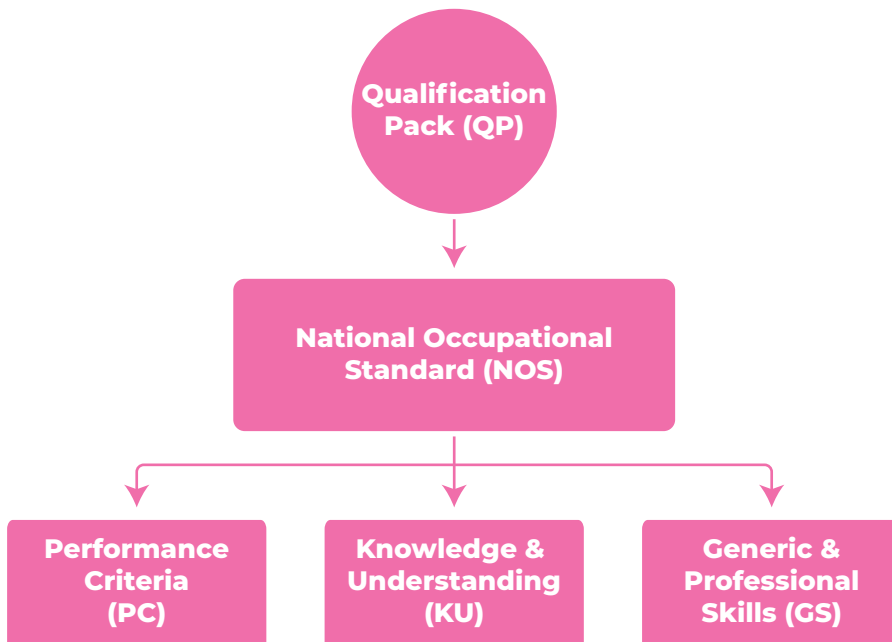 Qualification
Pack (QP)
National Occupational
Standard (NOS)
Performance
Criteria
(PC)
Knowledge &
Understanding
(KU)
Generic &
Professional
Skills (GS)